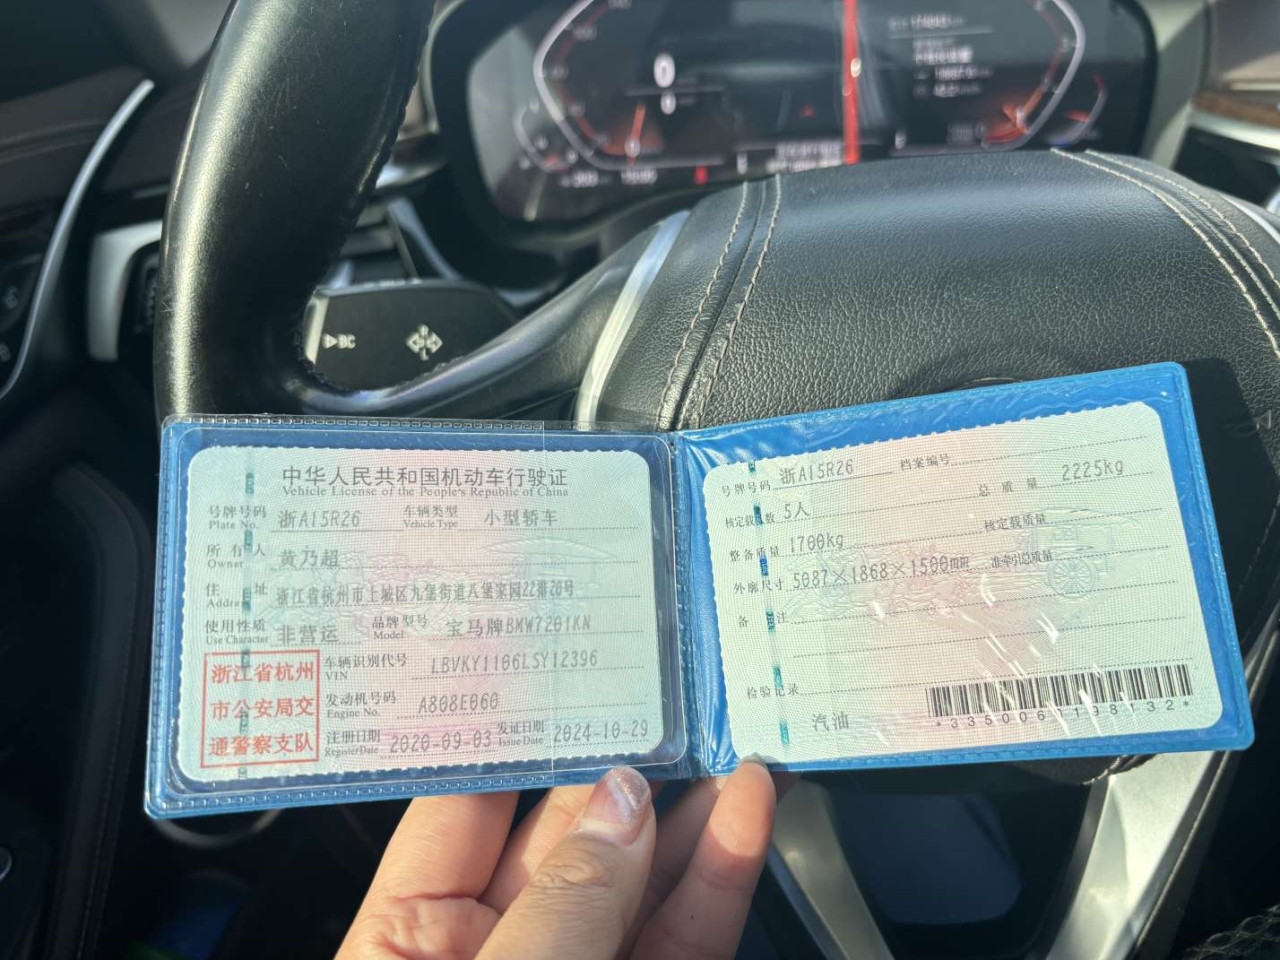 0
0
▶BC
R
L
中华人民共和国机动车行驶证
Vehicle License of the People's Republic of China
号牌号码 浙A15R26 车辆类型 小型轿车
Plate No. Vehicle Type
所有人 黄乃超
Owner
住址 浙江省杭州市上城区九堡街道八堡家园22排20号
Address
使用性质 非营运 品牌型号 宝马牌BMW7201KN
Use Character Model
浙江省杭州
市公安局交
通警察支队
车辆识别代号 LBVKY1106LSY12396
VIN
发动机号码 A808E060
Engine No.
注册日期 2020-09-03 发证日期 2024-10-29
Register Date Issue Date
号牌号码 浙A15R26 档案编号
核定载人数 5人 总质量 2225kg
整备质量 1700kg 核定载质量
外廓尺寸 5087×1868×1500mm 准牵引总质量
备注
检验记录
汽油
*3350067198132*